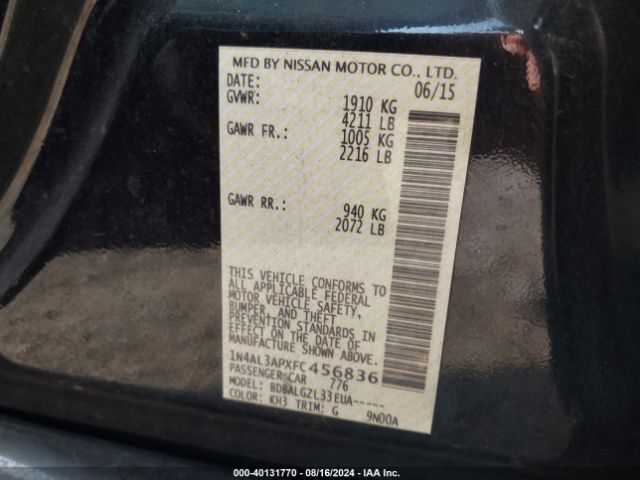 MFD BY NISSAN MOTOR CO., LTD.
DATE: 06/15
GVWR: 1910 KG
4211 LB
GAWR FR.: 1005 KG
2216 LB
GAWR RR.: 940 KG
2072 LB
THIS VEHICLE CONFORMS TO
ALL APPLICABLE FEDERAL
MOTOR VEHICLE SAFETY,
BUMPER, AND THEFT
PREVENTION STANDARDS IN
EFFECT ON THE DATE OF
MANUFACTURE SHOWN ABOVE.
1N4AL3APXFC456836
PASSENGER CAR 776
MODEL: BDBALGZL33EUA-----
COLOR: KH3 TRIM: G 9N00A
000-40131770 - 08/16/2024 - IAA Inc.